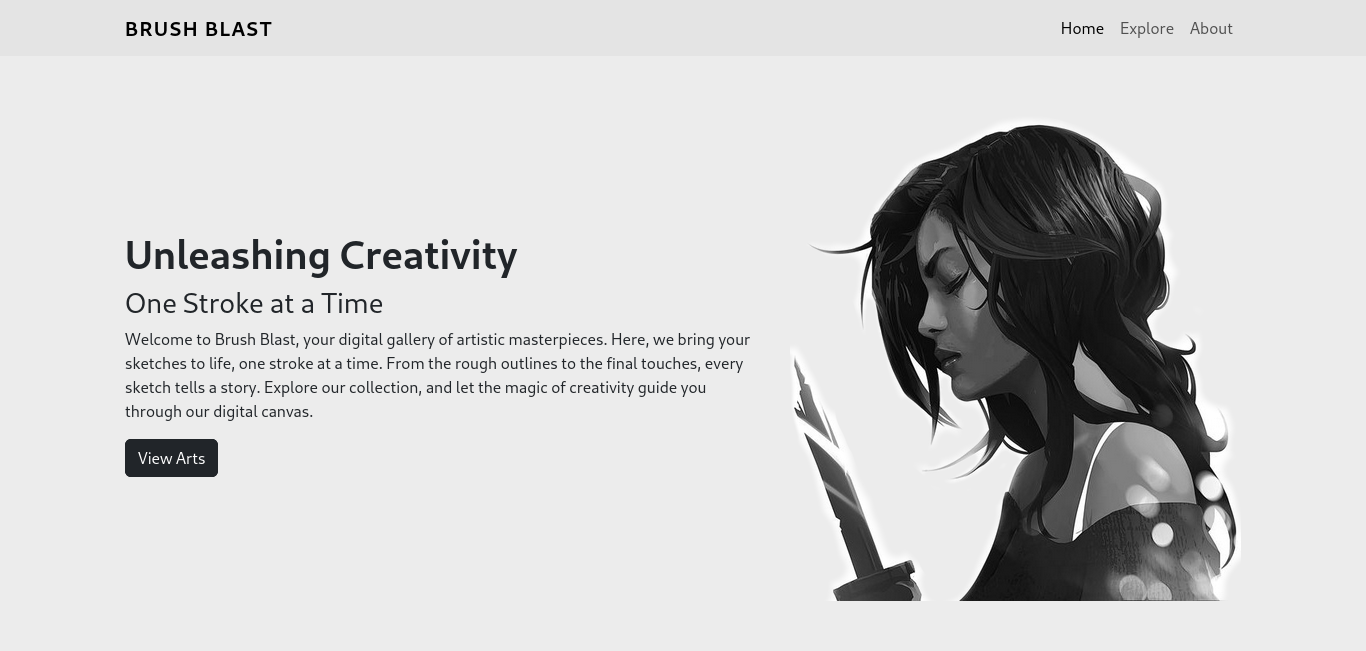 BRUSH BLAST
Home Explore About
Unleashing Creativity
One Stroke at a Time
Welcome to Brush Blast, your digital gallery of artistic masterpieces. Here, we bring your
sketches to life, one stroke at a time. From the rough outlines to the final touches, every
sketch tells a story. Explore our collection, and let the magic of creativity guide you
through our digital canvas.
View Arts